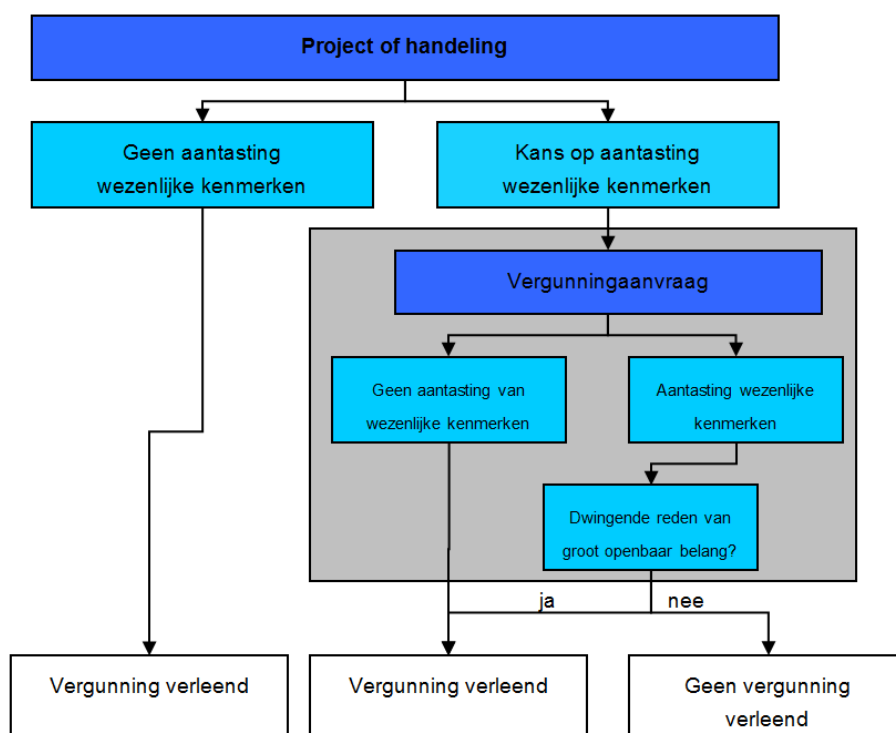 Project of handeling
Geen aantasting
wezenlijke kenmerken
Kans op aantasting
wezenlijke kenmerken
Vergunningaanvraag
Geen aantasting van
wezenlijke kenmerken
Aantasting wezenlijke
kenmerken
Dwingende reden van
groot openbaar belang?
ja
nee
Vergunning verleend
Vergunning verleend
Geen vergunning
verleend